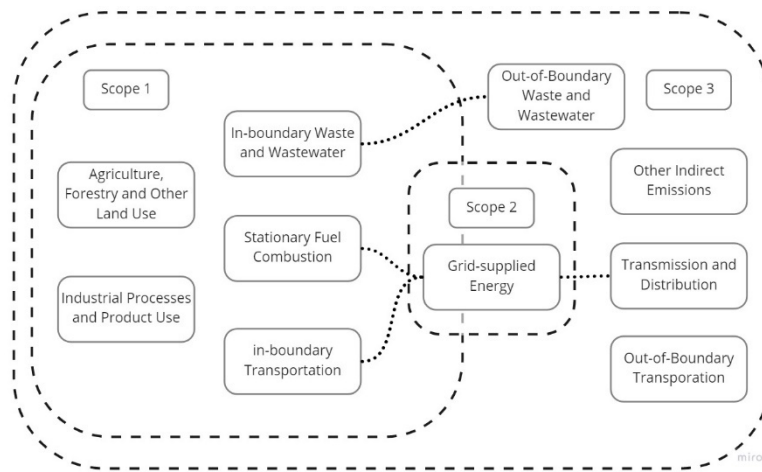 Scope 1
In-boundary Waste
and Wastewater
Agriculture,
Forestry and Other
Land Use
Stationary Fuel
Combustion
Industrial Processes
and Product Use
in-boundary
Transportation
Scope 2
Grid-supplied
Energy
Out-of-Boundary
Waste and
Wastewater
Scope 3
Other Indirect
Emissions
Transmission and
Distribution
Out-of-Boundary
Transporation
miro